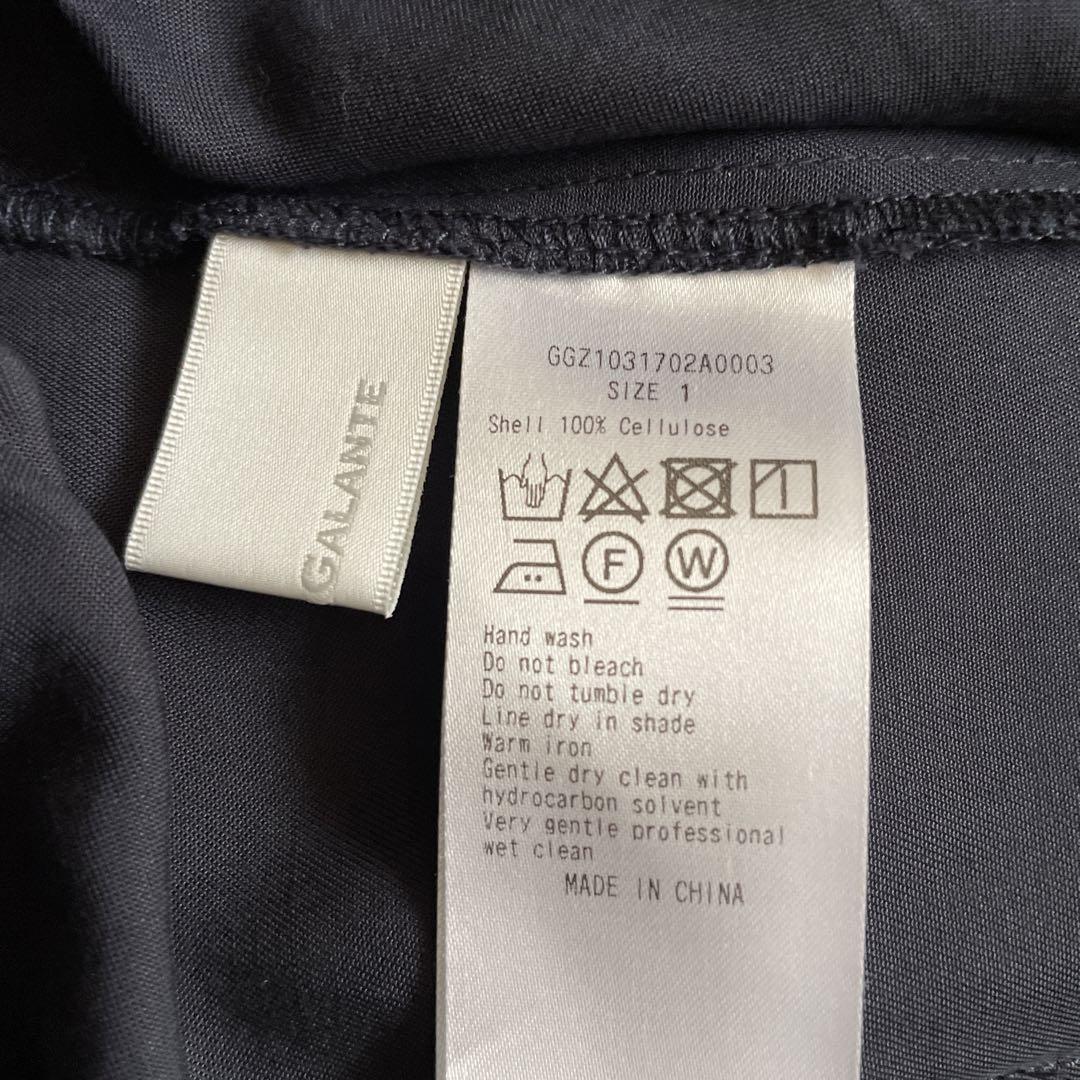 GALANTE
GGZ1031702A0003
SIZE 1
Shell 100% Cellulose
F W
Hand wash
Do not bleach
Do not tumble dry
Line dry in shade
Warm iron
Gentle dry clean with
hydrocarbon solvent
Very gentle professional
wet clean
MADE IN CHINA